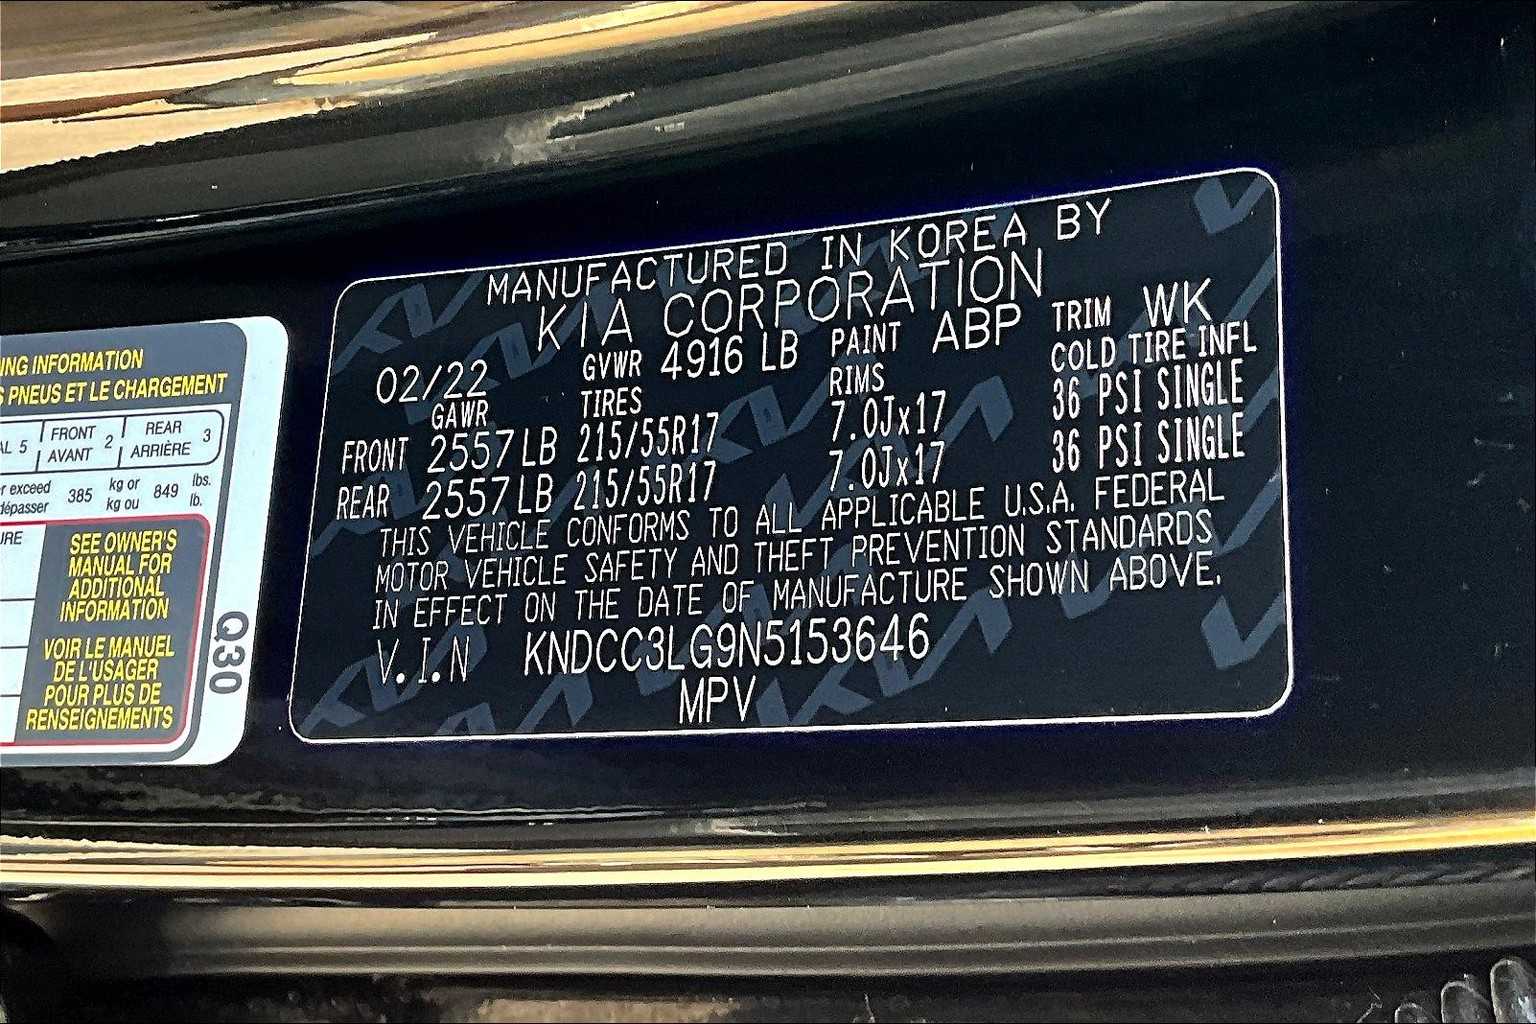 ING INFORMATION
S PNEUS ET LE CHARGEMENT
AL 5 FRONT AVANT 2 REAR ARRIÈRE 3
r exceed
dépasser 385 kg or kg ou 849 lbs. lb.
URE
SEE OWNER'S
MANUAL FOR
ADDITIONAL
INFORMATION
VOIR LE MANUEL
DE L'USAGER
POUR PLUS DE
RENSEIGNEMENTS
Q30
MANUFACTURED IN KOREA BY
KIA CORPORATION
02/22 GVWR 4916 LB PAINT ABP TRIM WK
GAWR TIRES RIMS COLD TIRE INFL
FRONT 2557LB 215/55R17 7.0Jx17 36 PSI SINGLE
REAR 2557LB 215/55R17 7.0Jx17 36 PSI SINGLE
THIS VEHICLE CONFORMS TO ALL APPLICABLE U.S.A. FEDERAL
MOTOR VEHICLE SAFETY AND THEFT PREVENTION STANDARDS
IN EFFECT ON THE DATE OF MANUFACTURE SHOWN ABOVE.
V.I.N KNDCC3LG9N5153646
MPV